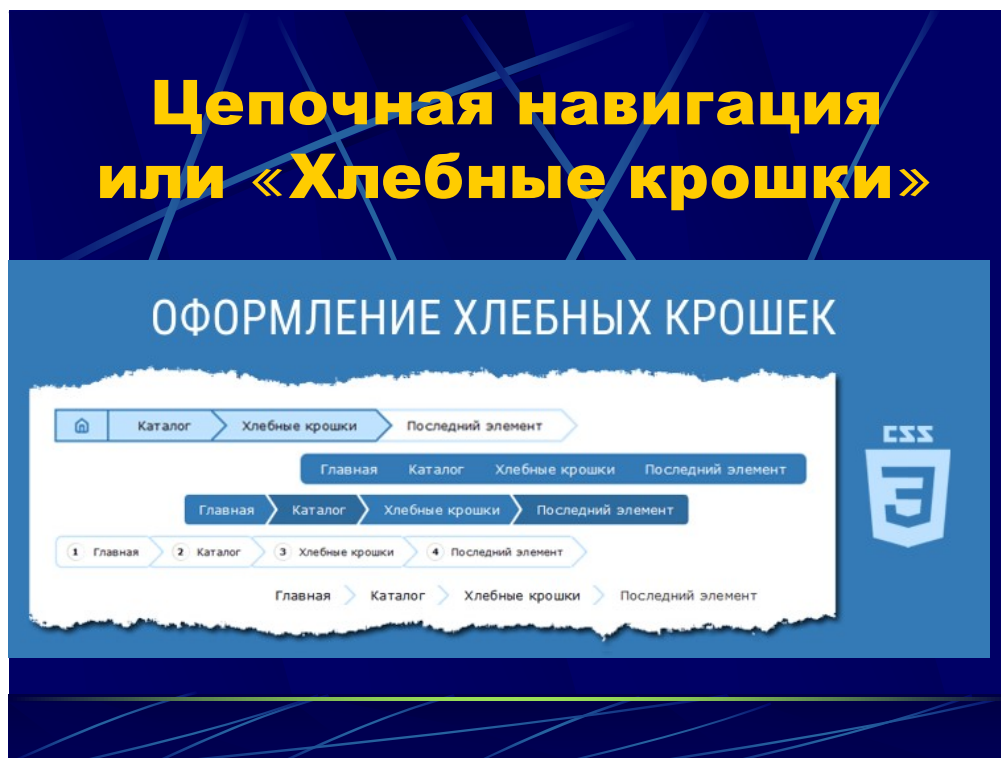 Цепочная навигация
или «Хлебные крошки»
ОФОРМЛЕНИЕ ХЛЕБНЫХ КРОШЕК
Каталог Хлебные крошки Последний элемент
CSS
Главная Каталог Хлебные крошки Последний элемент
Главная Каталог Хлебные крошки Последний элемент
1 Главная 2 Каталог 3 Хлебные крошки 4 Последний элемент
Главная Каталог Хлебные крошки Последний элемент
3